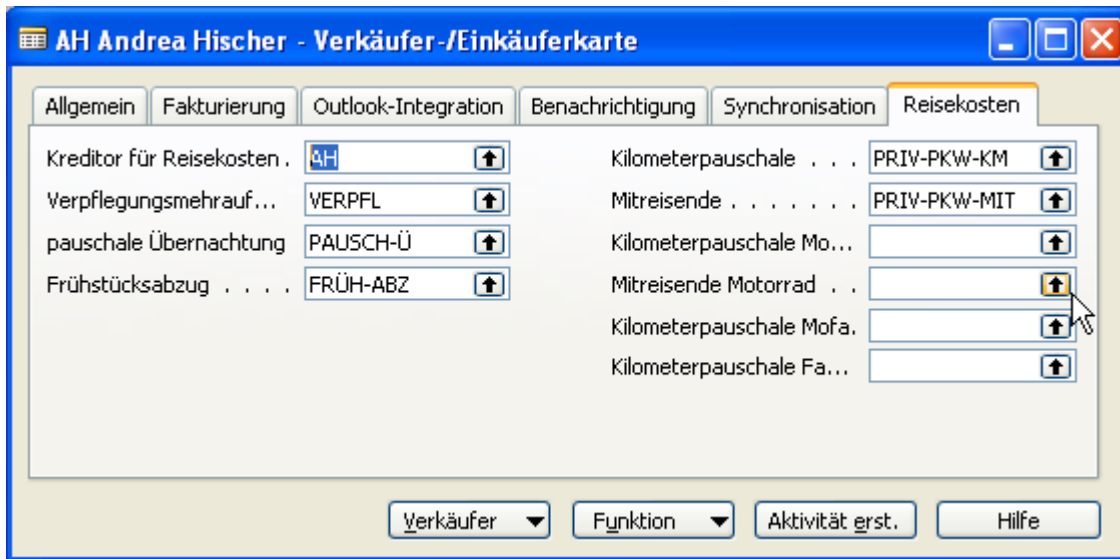 AH Andrea Hischer - Verkäufer-/Einkäuferkarte
Allgemein Fakturierung Outlook-Integration Benachrichtigung Synchronisation Reisekosten
Kreditor für Reisekosten . AH
Verpflegungsmehrauf... VERPFL
pauschale Übernachtung PAUSCH-Ü
Frühstücksabzug . . . . FRÜH-ABZ
Kilometerpauschale . . . PRIV-PKW-KM
Mitreisende . . . . . . . PRIV-PKW-MIT
Kilometerpauschale Mo...
Mitreisende Motorrad . .
Kilometerpauschale Mofa.
Kilometerpauschale Fa...
Verkäufer Funktion Aktivität erst. Hilfe